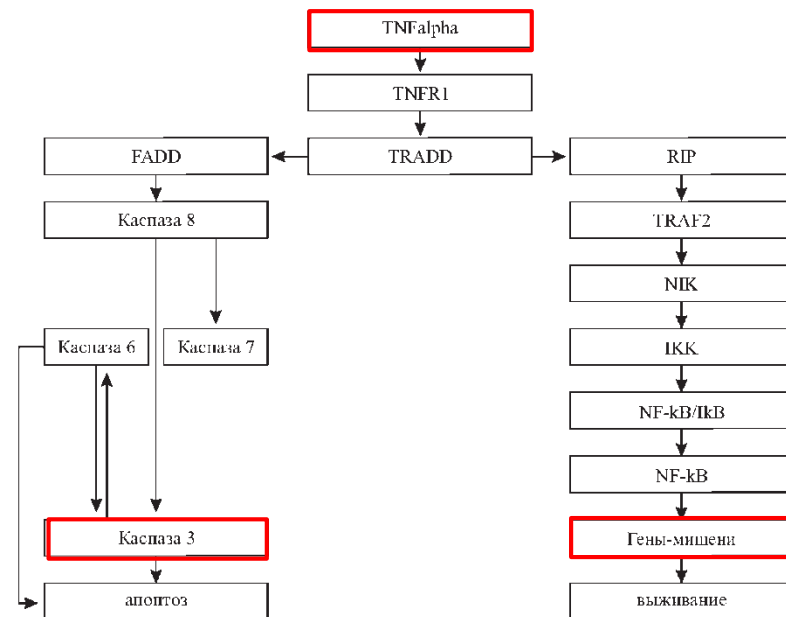 TNFalpha
TNFR1
FADD
TRADD
RIP
Каспаза 8
TRAF2
NIK
Каспаза 6
Каспаза 7
IKK
NF-kB/IkB
NF-kB
Каспаза 3
Гены-мишени
апоптоз
выживание